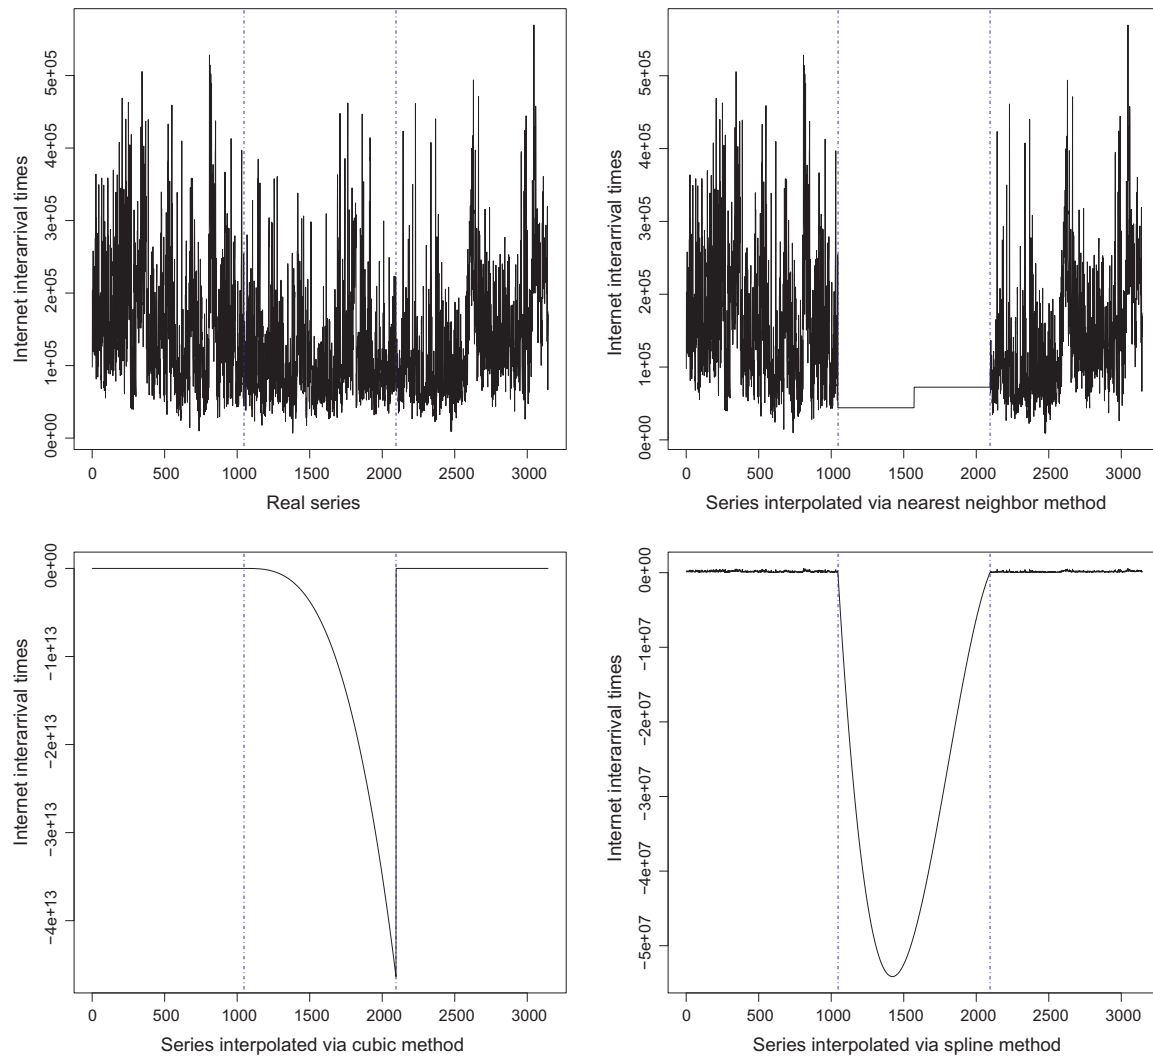 Internet interarrival times
5e+05
4e+05
3e+05
2e+05
1e+05
0e+00
0 500 1000 1500 2000 2500 3000
Real series
Internet interarrival times
5e+05
4e+05
3e+05
2e+05
1e+05
0e+00
0 500 1000 1500 2000 2500 3000
Series interpolated via nearest neighbor method
Internet interarrival times
0e+00
−1e+13
−2e+13
−3e+13
−4e+13
0 500 1000 1500 2000 2500 3000
Series interpolated via cubic method
Internet interarrival times
0e+00
−1e+07
−2e+07
−3e+07
−4e+07
−5e+07
0 500 1000 1500 2000 2500 3000
Series interpolated via spline method